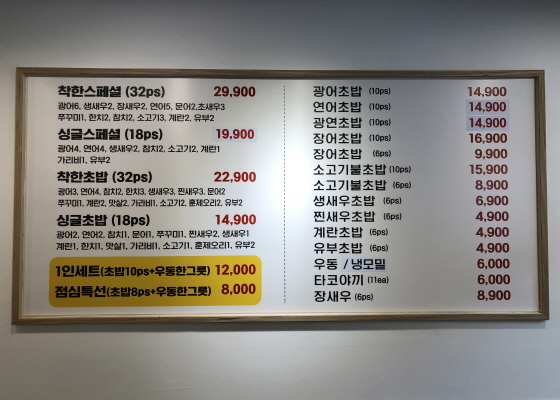 착한스페셜 (32ps) 29,900
광어6, 생새우2, 장새우2, 연어5, 문어2,초새우3
쭈꾸미1, 한치2, 참치2, 소고기3, 계란2, 유부2
싱글스페셜 (18ps) 19,900
광어4, 연어4, 생새우2, 참치2, 소고기2, 계란1
가리비1, 유부2
착한초밥 (32ps) 22,900
광어3, 연어4, 참치2, 한치3, 생새우3, 찐새우3, 문어2
쭈꾸미1, 계란2, 맛살2, 가리비1, 소고기2, 훈제오리2, 유부2
싱글초밥 (18ps) 14,900
광어2, 연어2, 참치1, 문어1, 쭈꾸미1, 찐새우2, 생새우1
계란1, 한치1, 맛살1, 가리비1, 소고기1, 훈제오리1, 유부2
1인세트(초밥10ps+우동한그릇) 12,000
점심특선(초밥8ps+우동한그릇) 8,000
광어초밥 (10ps) 14,900
연어초밥 (10ps) 14,900
광연초밥 (10ps) 14,900
장어초밥 (10ps) 16,900
장어초밥 (6ps) 9,900
소고기불초밥 (10ps) 15,900
소고기불초밥 (6ps) 8,900
생새우초밥 (6ps) 6,900
찐새우초밥 (6ps) 4,900
계란초밥 (6ps) 4,900
유부초밥 (6ps) 4,900
우동 / 냉모밀 6,000
타코야끼 (11ea) 6,000
장새우 (6ps) 8,900